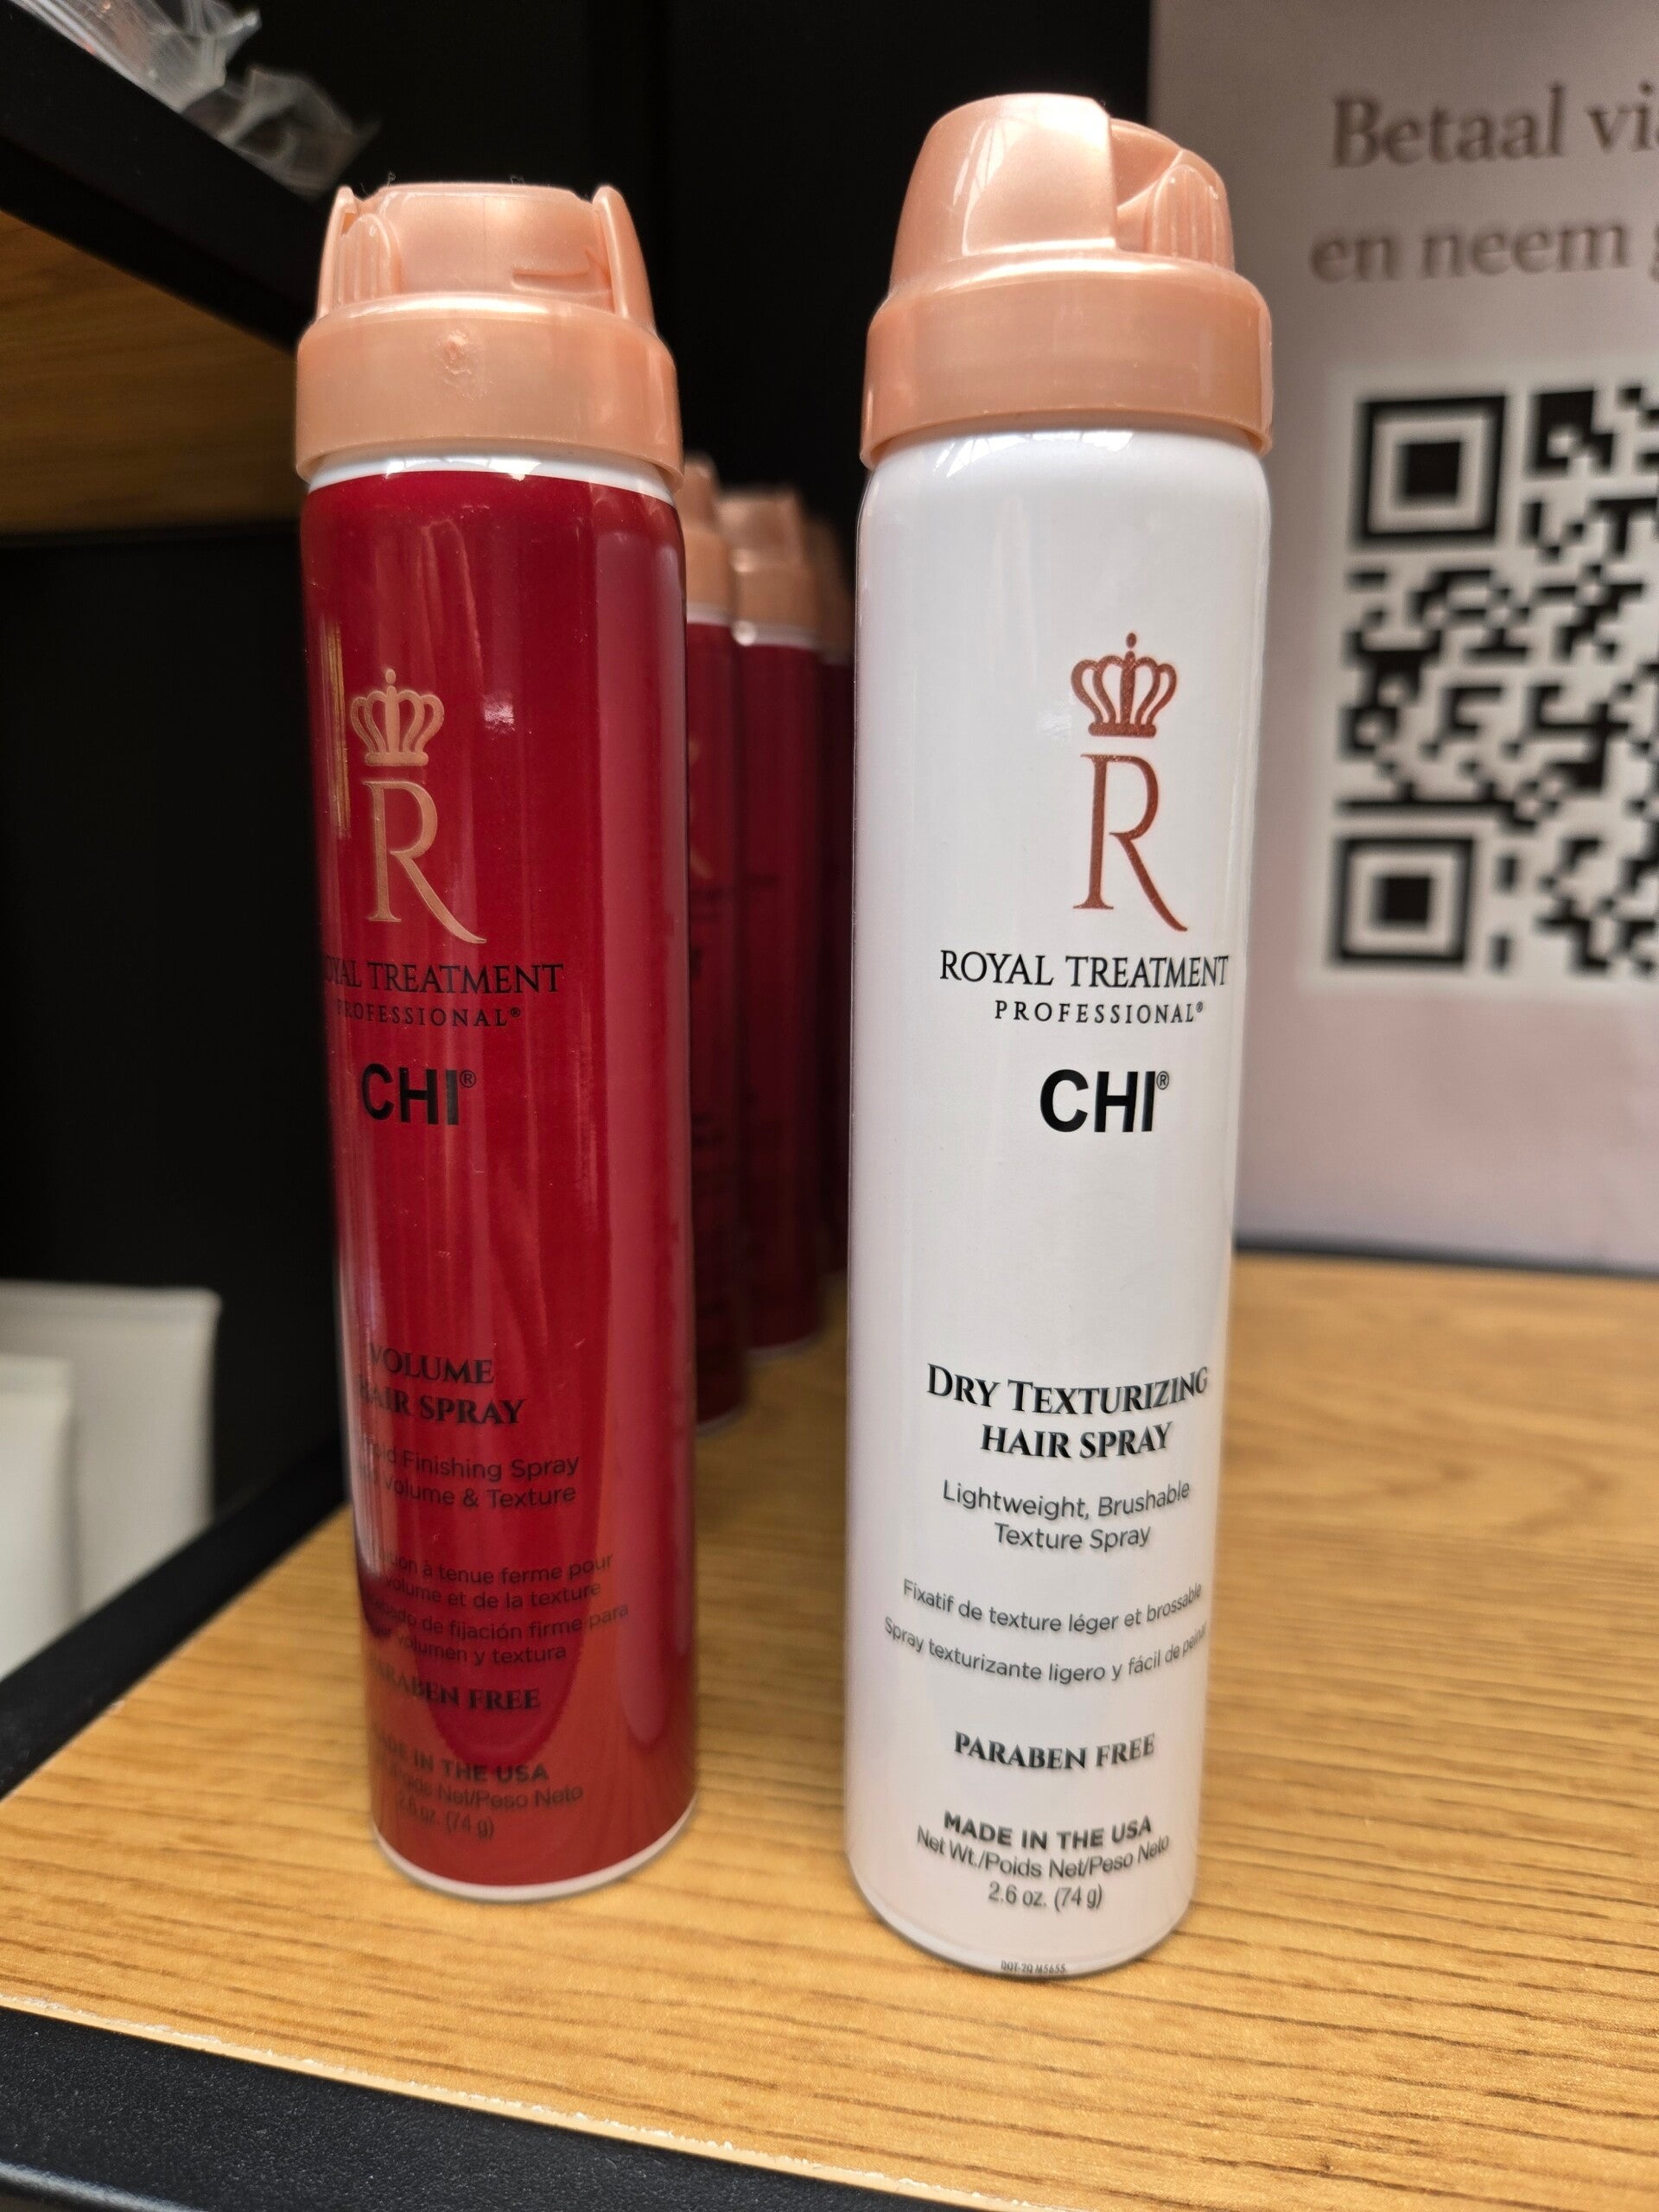 R
ROYAL TREATMENT
PROFESSIONAL®
CHI®
VOLUME
HAIR SPRAY
Finishing Spray
Volume & Texture
à tenue ferme pour
volume et de la texture
de fijación firme para
volumen y textura
PARABEN FREE
MADE IN THE USA
Net/Peso Neto
2.6 oz. (74 g)
R
ROYAL TREATMENT
PROFESSIONAL®
CHI®
DRY TEXTURIZING
HAIR SPRAY
Lightweight, Brushable
Texture Spray
Fixatif de texture léger et brossable
Spray texturizante ligero y fácil de peinar
PARABEN FREE
MADE IN THE USA
Net Wt./Poids Net/Peso Neto
2.6 oz. (74 g)
Betaal via
en neem